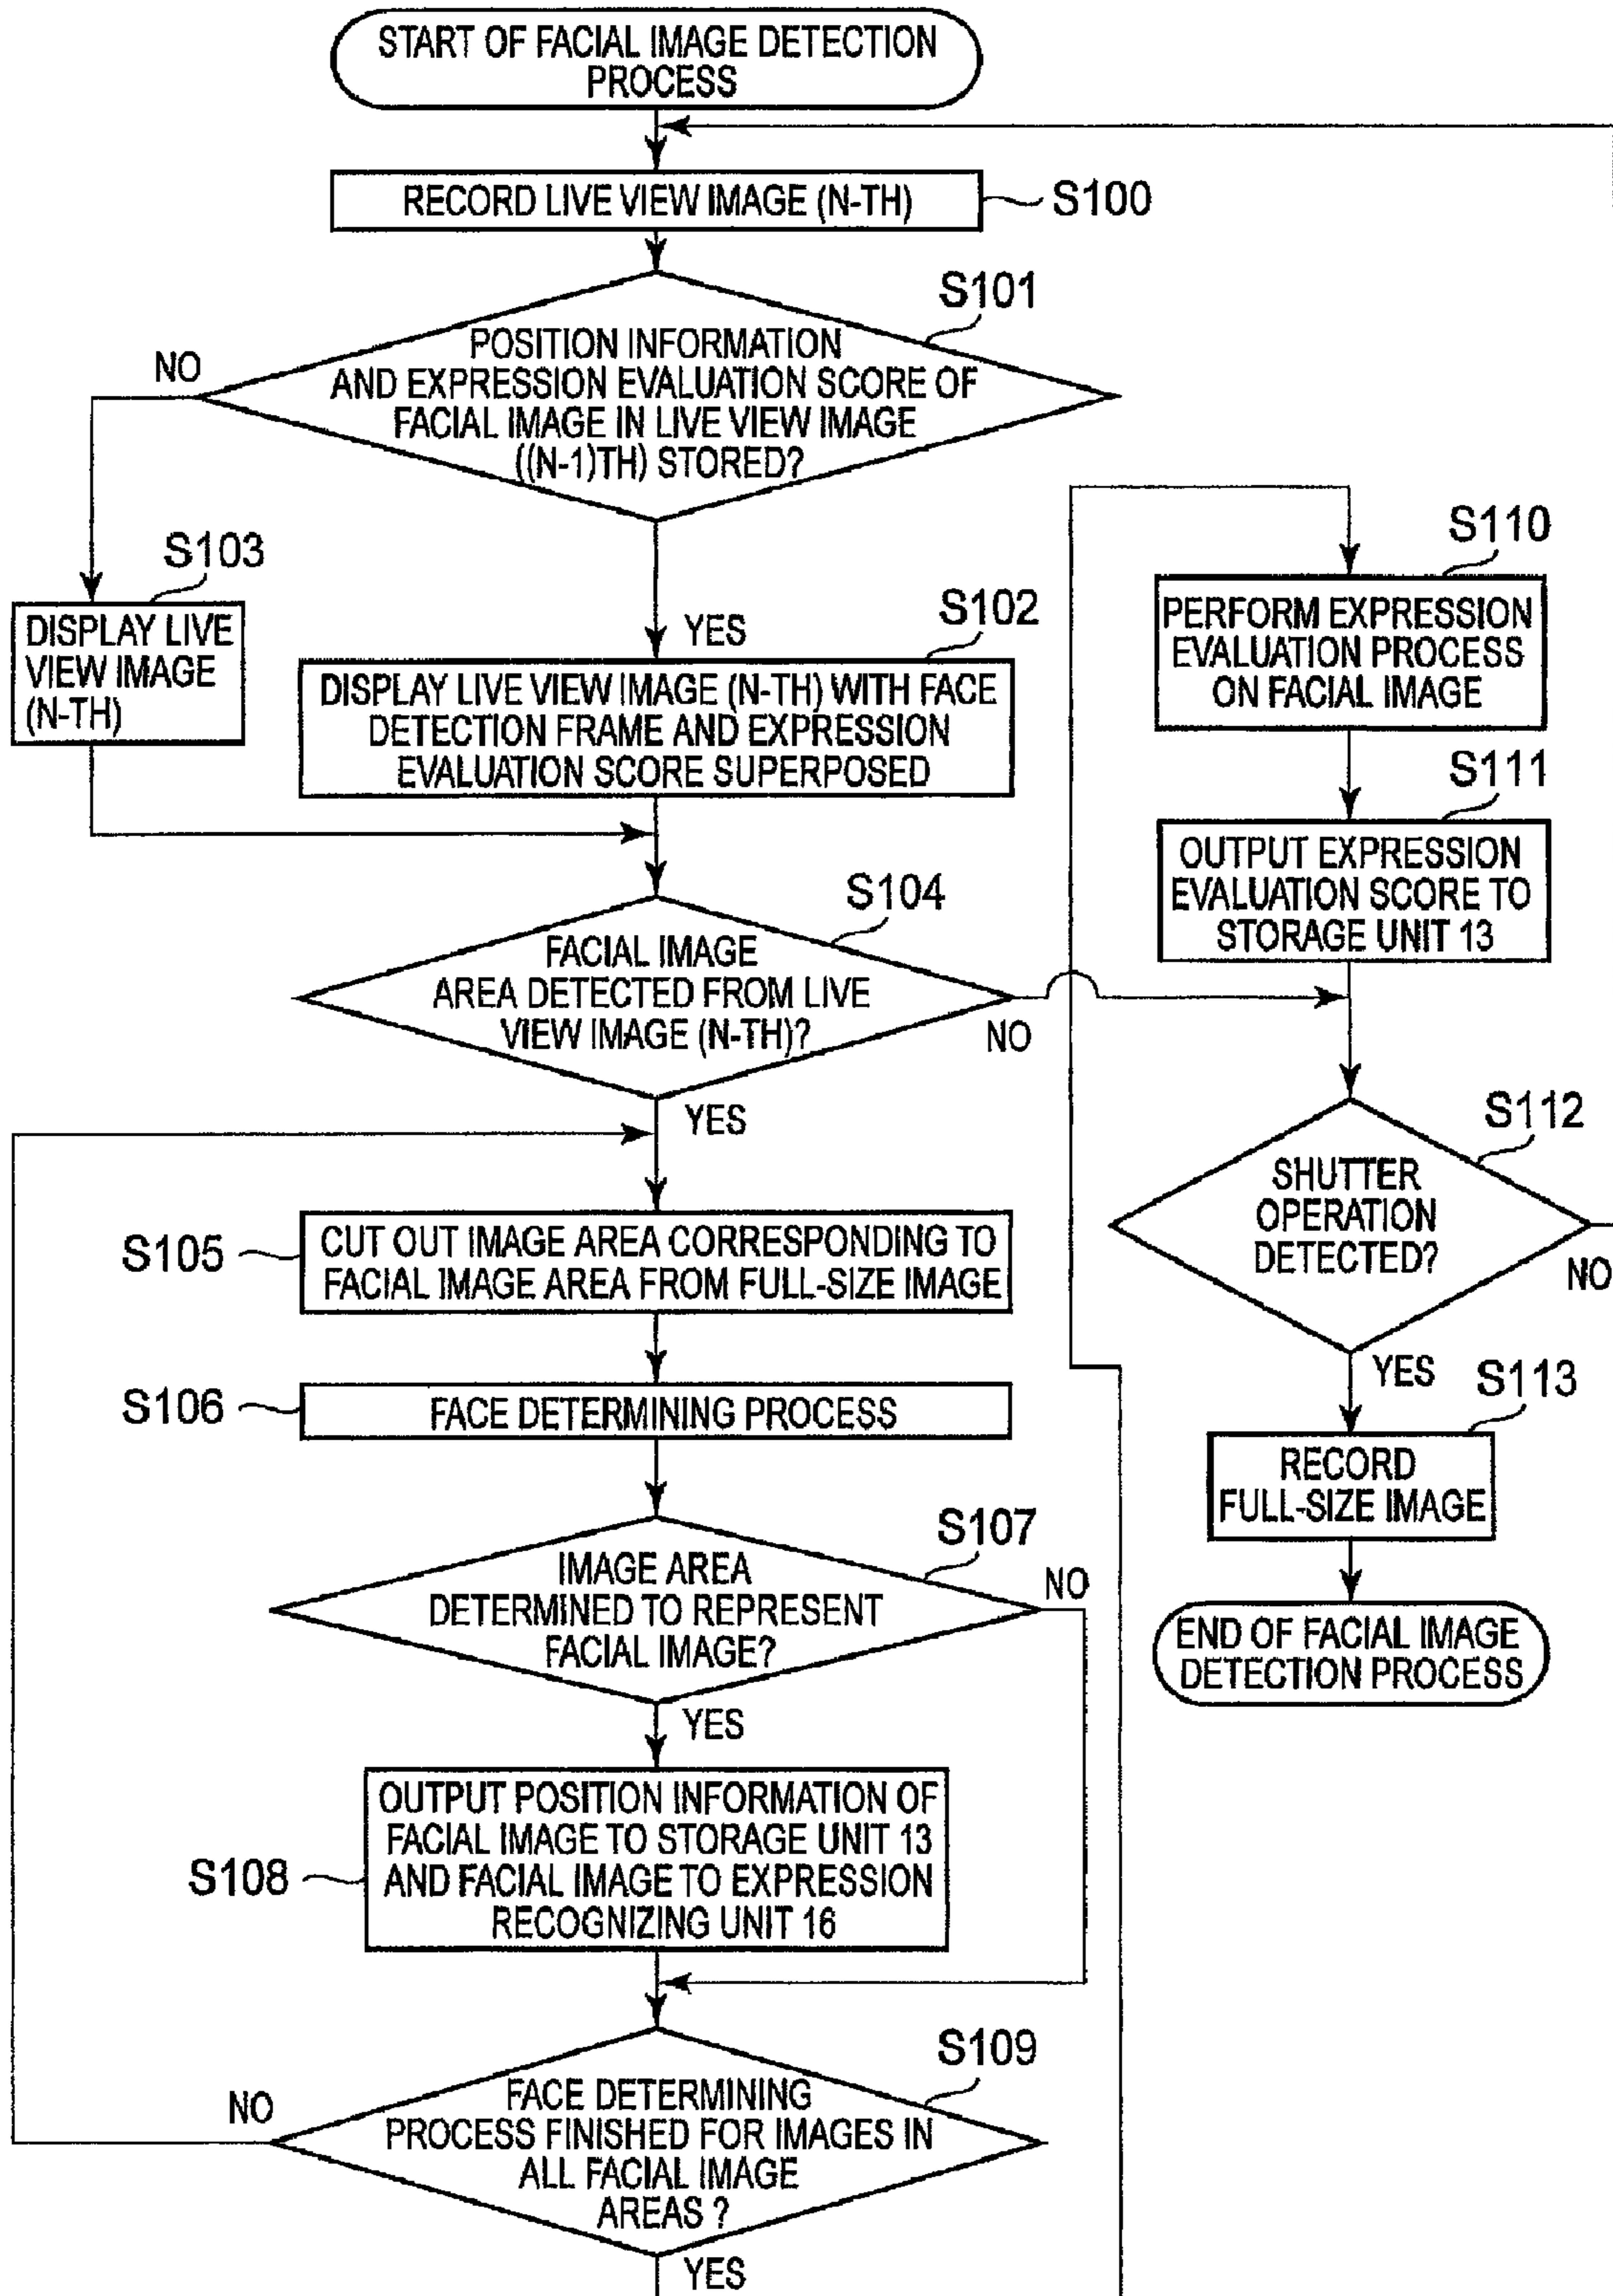 START OF FACIAL IMAGE DETECTION
PROCESS
RECORD LIVE VIEW IMAGE (N-TH)
S100
S101
POSITION INFORMATION
AND EXPRESSION EVALUATION SCORE OF
FACIAL IMAGE IN LIVE VIEW IMAGE
((N-1)TH) STORED?
NO
YES
S103
DISPLAY LIVE
VIEW IMAGE
(N-TH)
S102
DISPLAY LIVE VIEW IMAGE (N-TH) WITH FACE
DETECTION FRAME AND EXPRESSION
EVALUATION SCORE SUPERPOSED
S104
FACIAL IMAGE
AREA DETECTED FROM LIVE
VIEW IMAGE (N-TH)?
NO
YES
S105
CUT OUT IMAGE AREA CORRESPONDING TO
FACIAL IMAGE AREA FROM FULL-SIZE IMAGE
S106
FACE DETERMINING PROCESS
S107
IMAGE AREA
DETERMINED TO REPRESENT
FACIAL IMAGE?
NO
YES
S108
OUTPUT POSITION INFORMATION OF
FACIAL IMAGE TO STORAGE UNIT 13
AND FACIAL IMAGE TO EXPRESSION
RECOGNIZING UNIT 16
S109
FACE DETERMINING
PROCESS FINISHED FOR IMAGES IN
ALL FACIAL IMAGE
AREAS ?
NO
YES
S110
PERFORM EXPRESSION
EVALUATION PROCESS
ON FACIAL IMAGE
S111
OUTPUT EXPRESSION
EVALUATION SCORE TO
STORAGE UNIT 13
S112
SHUTTER
OPERATION
DETECTED?
NO
YES
S113
RECORD
FULL-SIZE IMAGE
END OF FACIAL IMAGE
DETECTION PROCESS